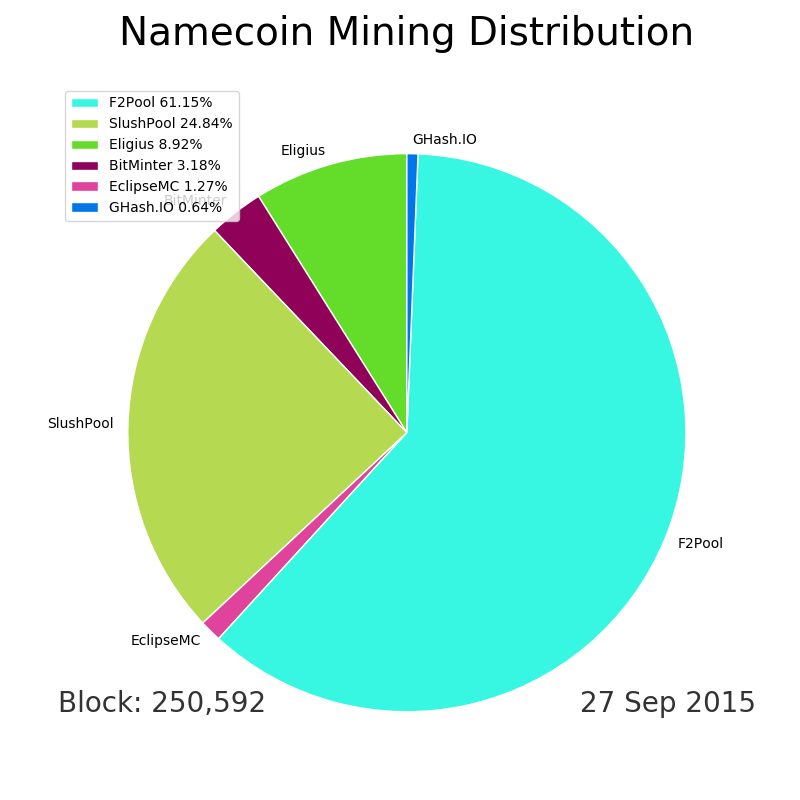 Namecoin Mining Distribution
F2Pool 61.15%
SlushPool 24.84%
Eligius 8.92%
BitMinter 3.18%
EclipseMC 1.27%
GHash.IO 0.64%
GHash.IO
Eligius
BitMinter
SlushPool
F2Pool
EclipseMC
Block: 250,592
27 Sep 2015